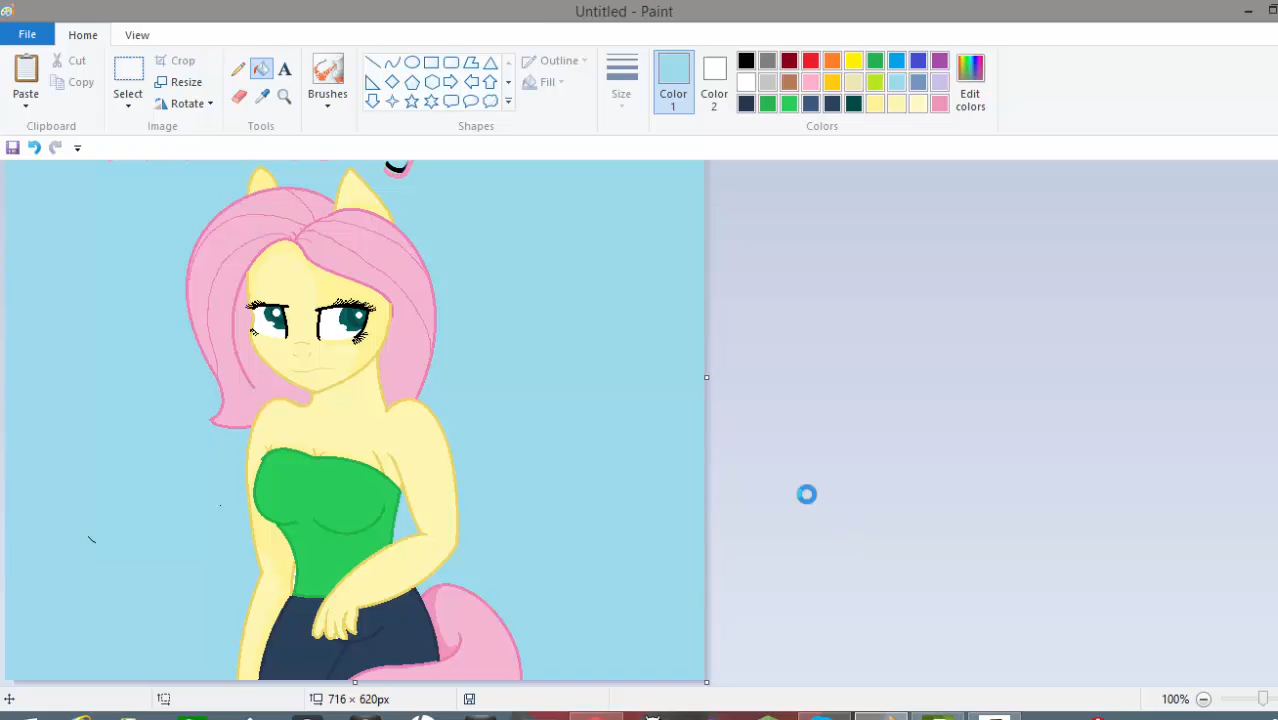 Untitled - Paint
File Home View
Paste
Cut
Copy
Clipboard
Select
Crop
Resize
Rotate
Image
A
Tools
Brushes
Outline
Fill
Shapes
Size
Color 1
Color 2
Edit colors
Colors
716 × 620px 100%